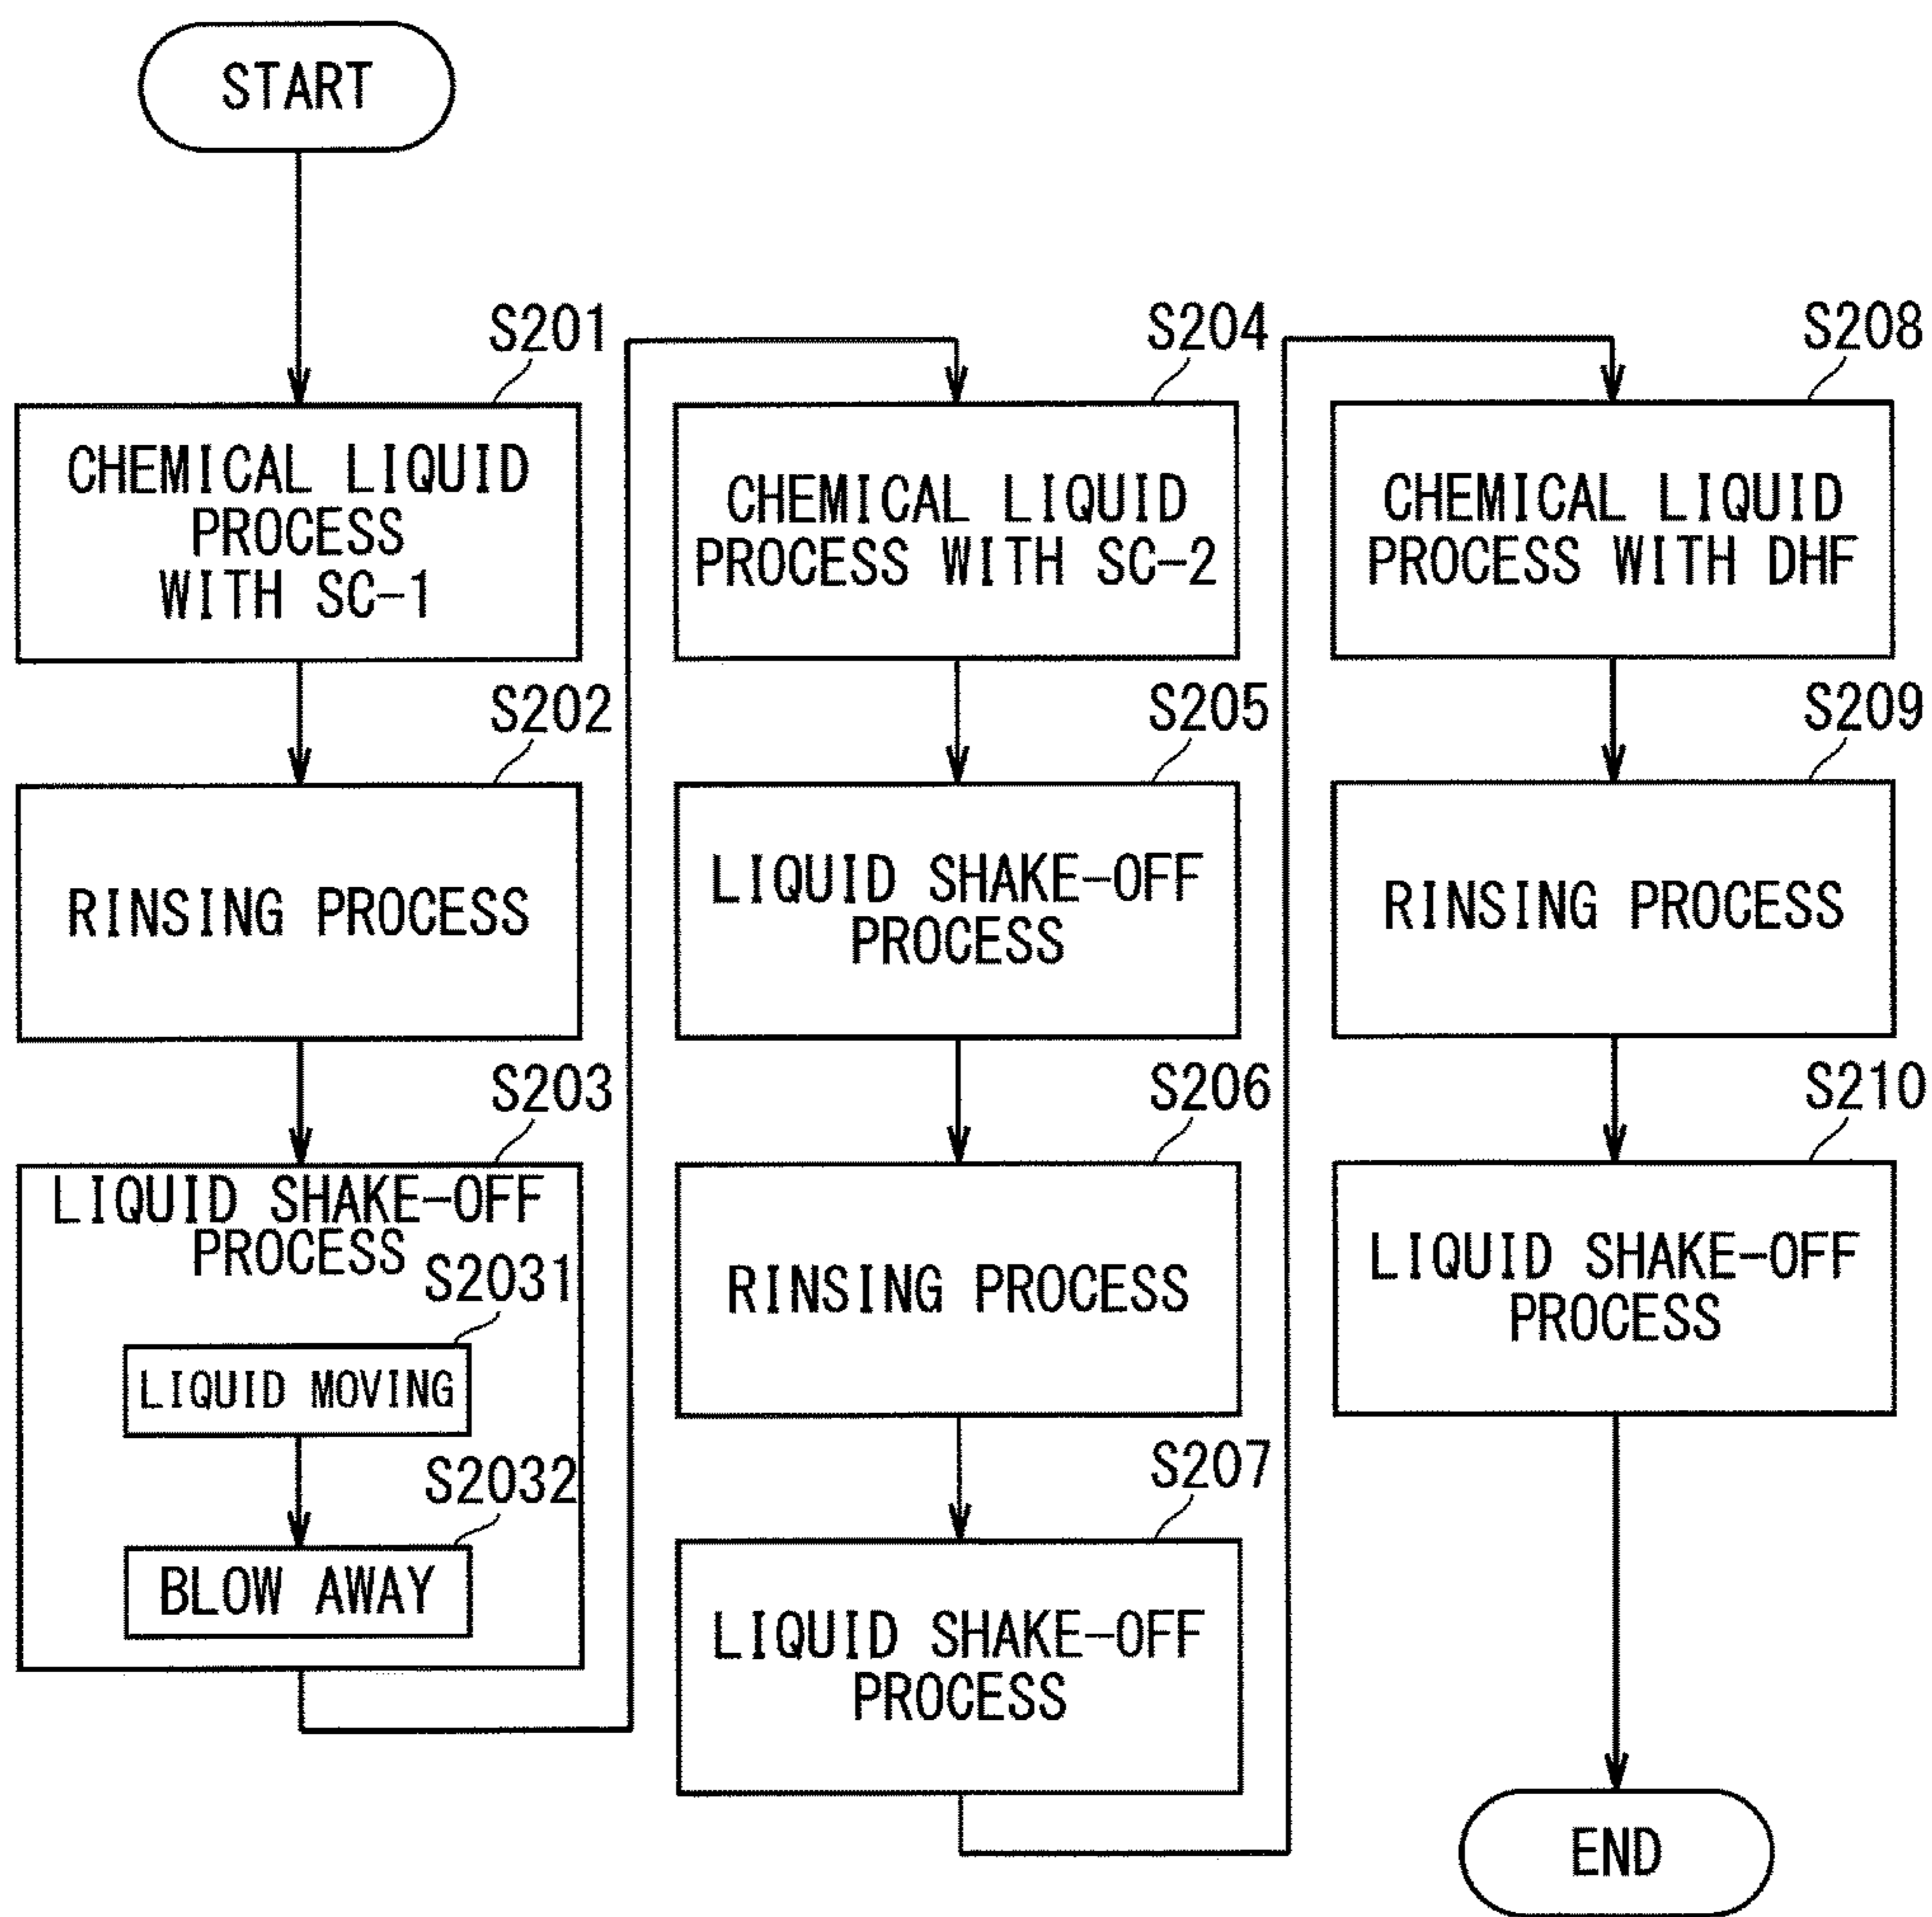 START
S201
CHEMICAL LIQUID
PROCESS
WITH SC-1
S202
RINSING PROCESS
S203
LIQUID SHAKE-OFF
PROCESS
S2031
LIQUID MOVING
S2032
BLOW AWAY
S204
CHEMICAL LIQUID
PROCESS WITH SC-2
S205
LIQUID SHAKE-OFF
PROCESS
S206
RINSING PROCESS
S207
LIQUID SHAKE-OFF
PROCESS
S208
CHEMICAL LIQUID
PROCESS WITH DHF
S209
RINSING PROCESS
S210
LIQUID SHAKE-OFF
PROCESS
END